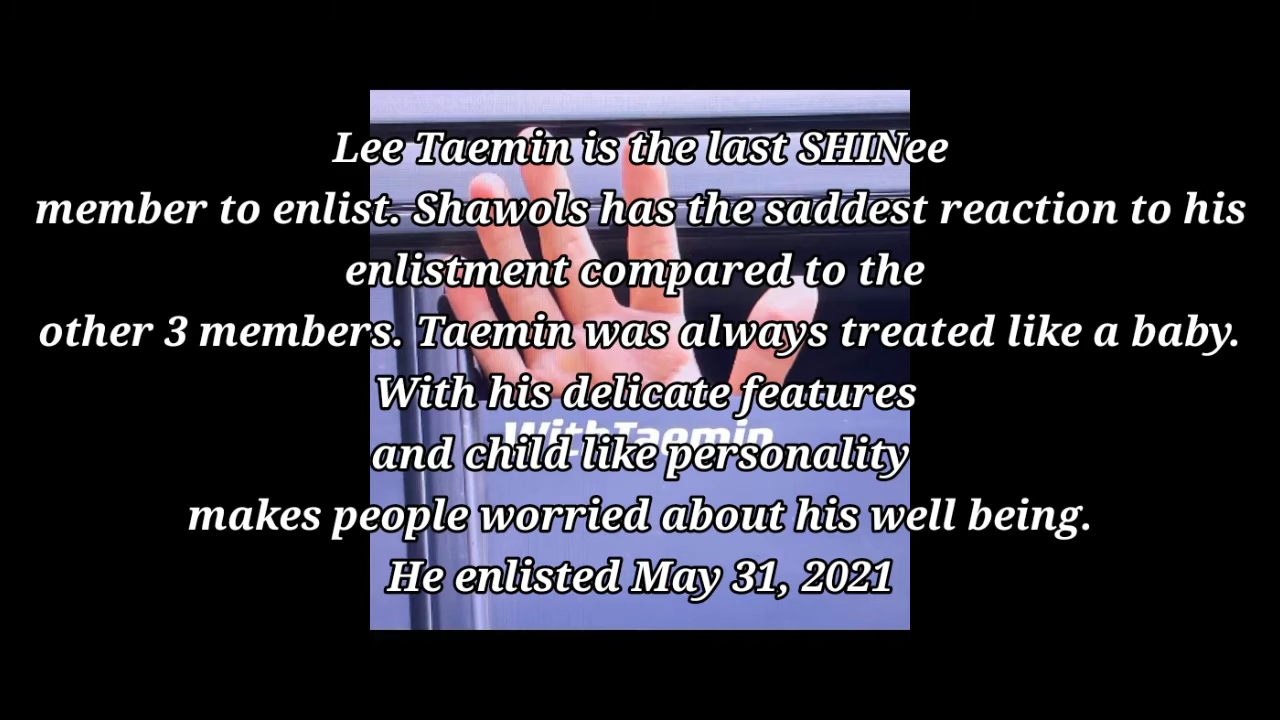 Lee Taemin is the last SHINee
member to enlist. Shawols has the saddest reaction to his
enlistment compared to the
other 3 members. Taemin was always treated like a baby.
With his delicate features
WithTaemin
and child like personality
makes people worried about his well being.
He enlisted May 31, 2021